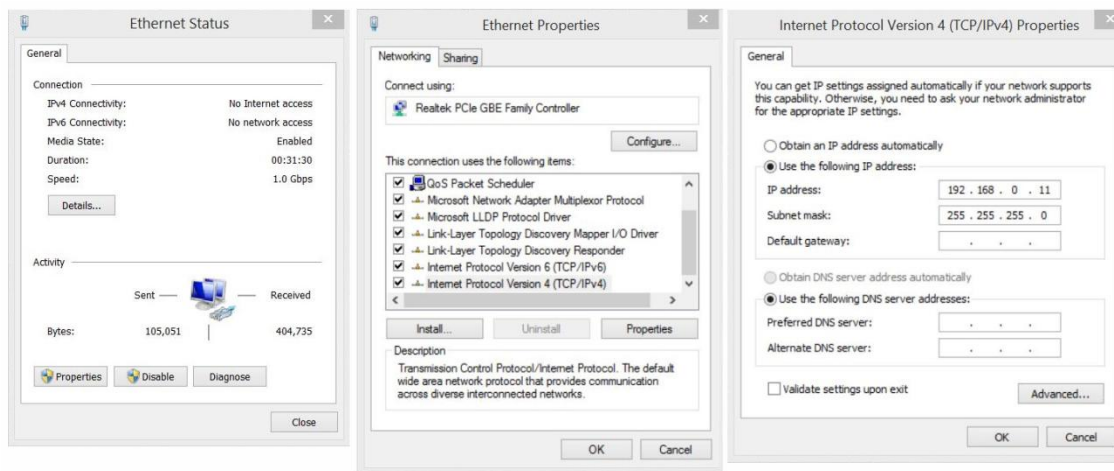 Ethernet Status
General
Connection
IPv4 Connectivity: No Internet access
IPv6 Connectivity: No network access
Media State: Enabled
Duration: 00:31:30
Speed: 1.0 Gbps
Details...
Activity
Sent — Received
Bytes: 105,051 404,735
Properties Disable Diagnose
Close
Ethernet Properties
Networking Sharing
Connect using:
Realtek PCIe GBE Family Controller
Configure...
This connection uses the following items:
QoS Packet Scheduler
Microsoft Network Adapter Multiplexor Protocol
Microsoft LLDP Protocol Driver
Link-Layer Topology Discovery Mapper I/O Driver
Link-Layer Topology Discovery Responder
Internet Protocol Version 6 (TCP/IPv6)
Internet Protocol Version 4 (TCP/IPv4)
Install... Uninstall Properties
Description
Transmission Control Protocol/Internet Protocol. The default
wide area network protocol that provides communication
across diverse interconnected networks.
OK Cancel
Internet Protocol Version 4 (TCP/IPv4) Properties
General
You can get IP settings assigned automatically if your network supports
this capability. Otherwise, you need to ask your network administrator
for the appropriate IP settings.
Obtain an IP address automatically
Use the following IP address:
IP address: 192 . 168 . 0 . 11
Subnet mask: 255 . 255 . 255 . 0
Default gateway: . . .
Obtain DNS server address automatically
Use the following DNS server addresses:
Preferred DNS server: . . .
Alternate DNS server: . . .
Validate settings upon exit
Advanced...
OK Cancel